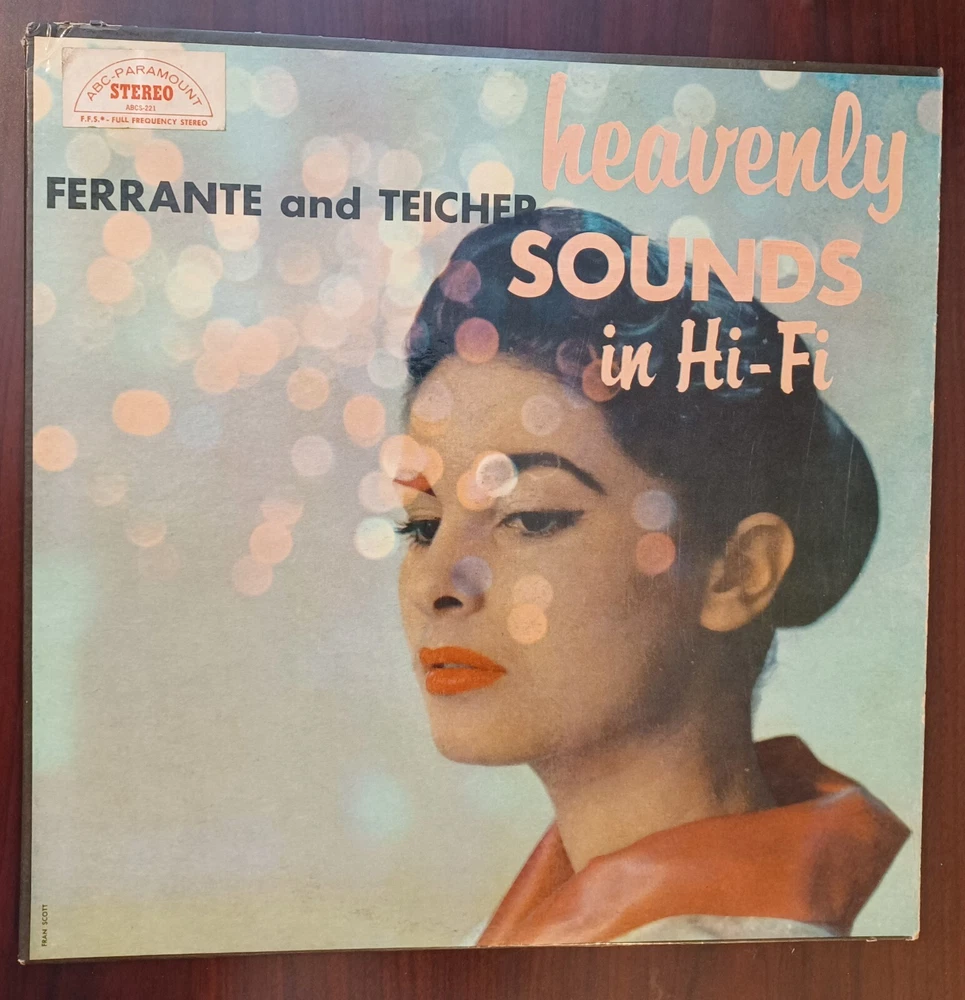 ABC-PARAMOUNT
STEREO
ABCS-221
F.F.S.* - FULL FREQUENCY STEREO
heavenly
FERRANTE and TEICHER
SOUNDS
in Hi-Fi
FRAN SCOTT